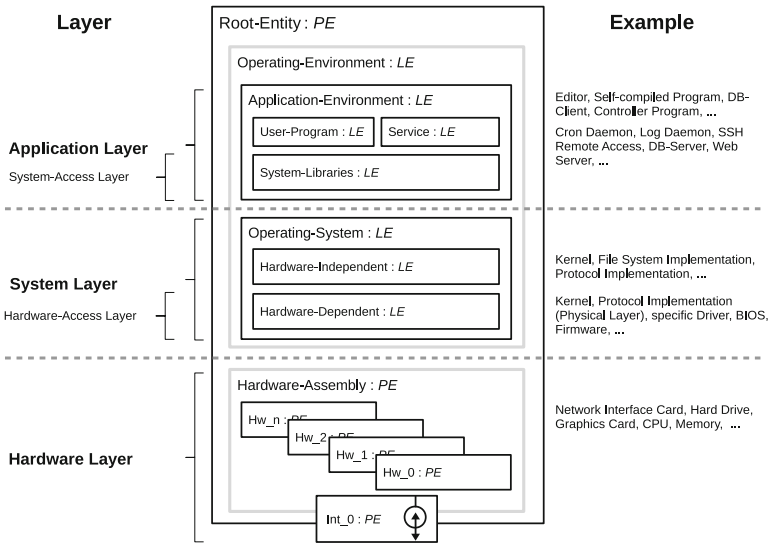 Layer
Root-Entity : PE
Example
Operating-Environment : LE
Application-Environment : LE
User-Program : LE
Service : LE
System-Libraries : LE
Application Layer
System-Access Layer
Editor, Self-compiled Program, DB-
Client, Controller Program, ...
Cron Daemon, Log Daemon, SSH
Remote Access, DB-Server, Web
Server, ...
Operating-System : LE
Hardware-Independent : LE
Hardware-Dependent : LE
System Layer
Hardware-Access Layer
Kernel, File System Implementation,
Protocol Implementation, ...
Kernel, Protocol Implementation
(Physical Layer), specific Driver, BIOS,
Firmware, ...
Hardware-Assembly : PE
Hw_n : PE
Hw_2 : PE
Hw_1 : PE
Hw_0 : PE
Int_0 : PE
Hardware Layer
Network Interface Card, Hard Drive,
Graphics Card, CPU, Memory, ...